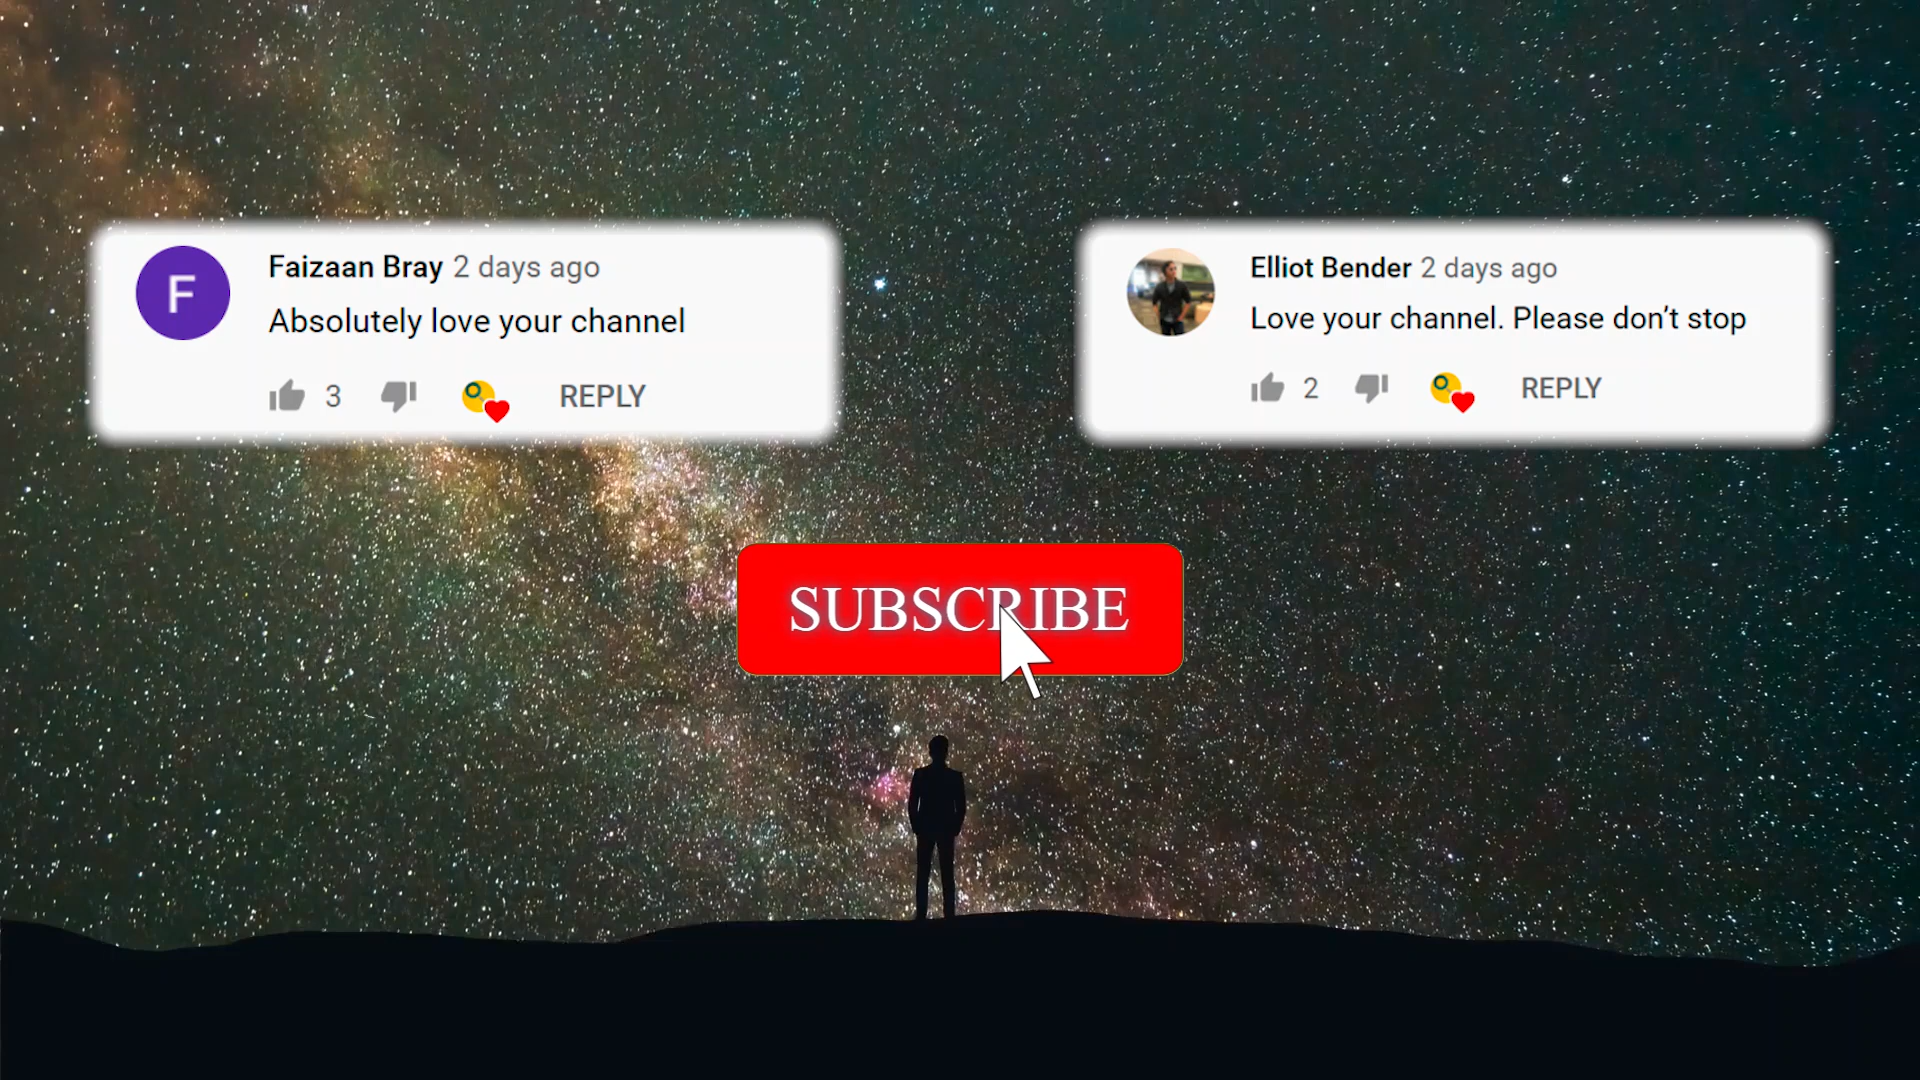 F
Faizaan Bray 2 days ago
Absolutely love your channel
3
REPLY
Elliot Bender 2 days ago
Love your channel. Please don’t stop
2
REPLY
SUBSCRIBE